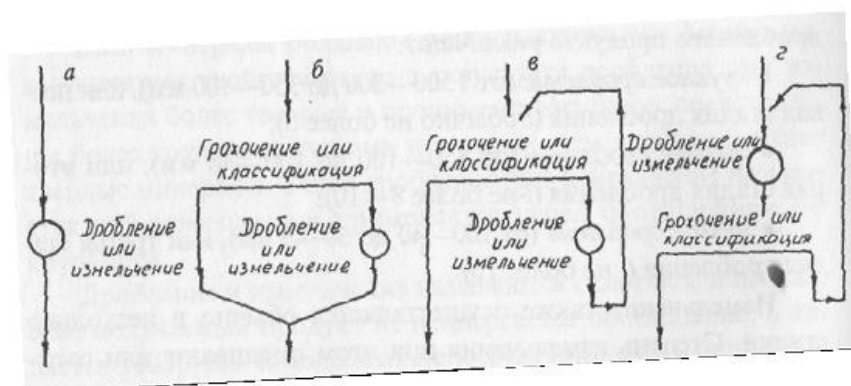 а
б
в
г
Грохочение или
классификация
Грохочение или
классификация
Дробление или
измельчение
Дробление
или
измельчение
Дробление
или
измельчение
Дробление
или
измельчение
Грохочение или
классификация